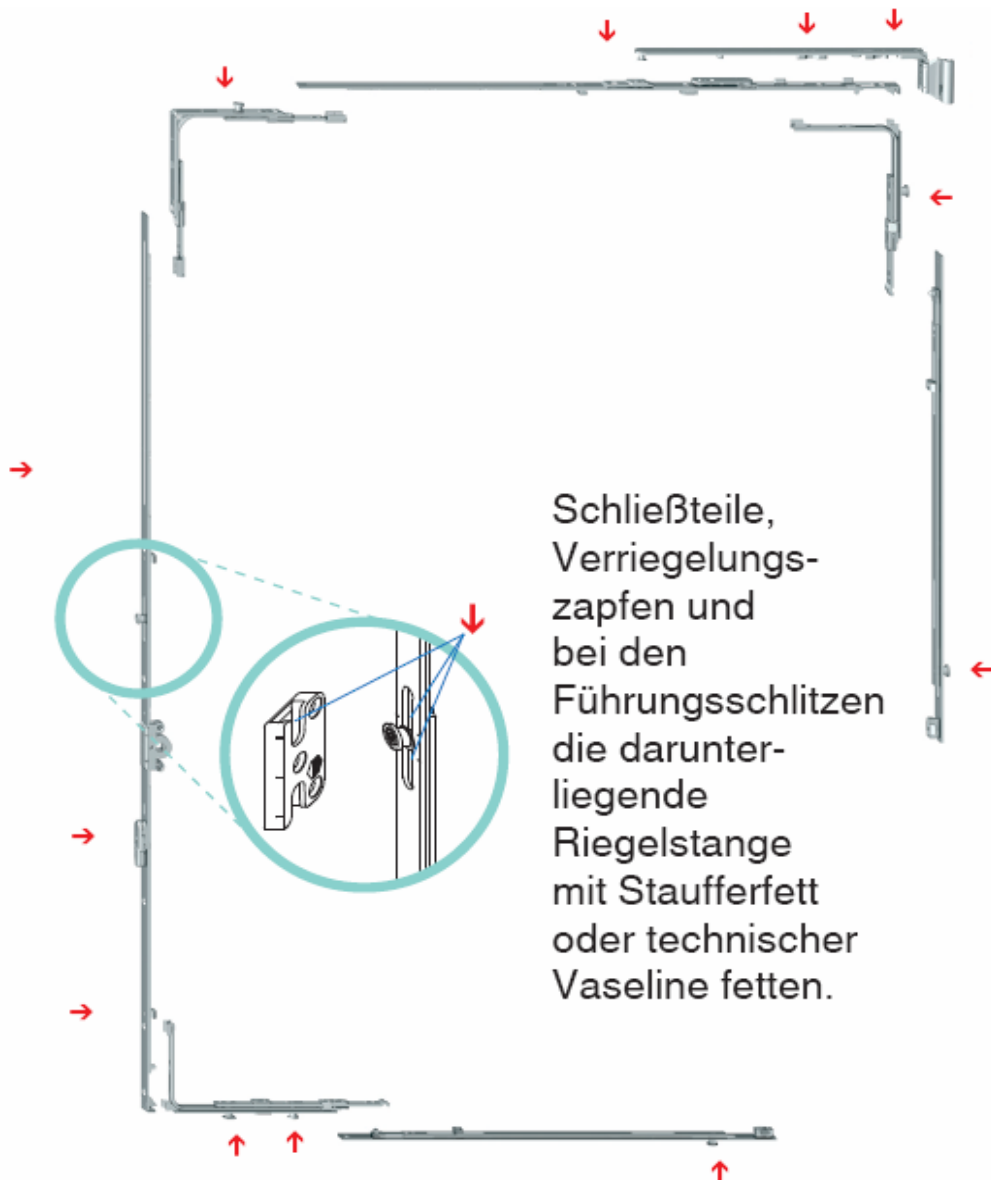 Schließteile,
Verriegelungs-
zapfen und
bei den
Führungsschlitzen
die darunter-
liegende
Riegelstange
mit Staufferfett
oder technischer
Vaseline fetten.